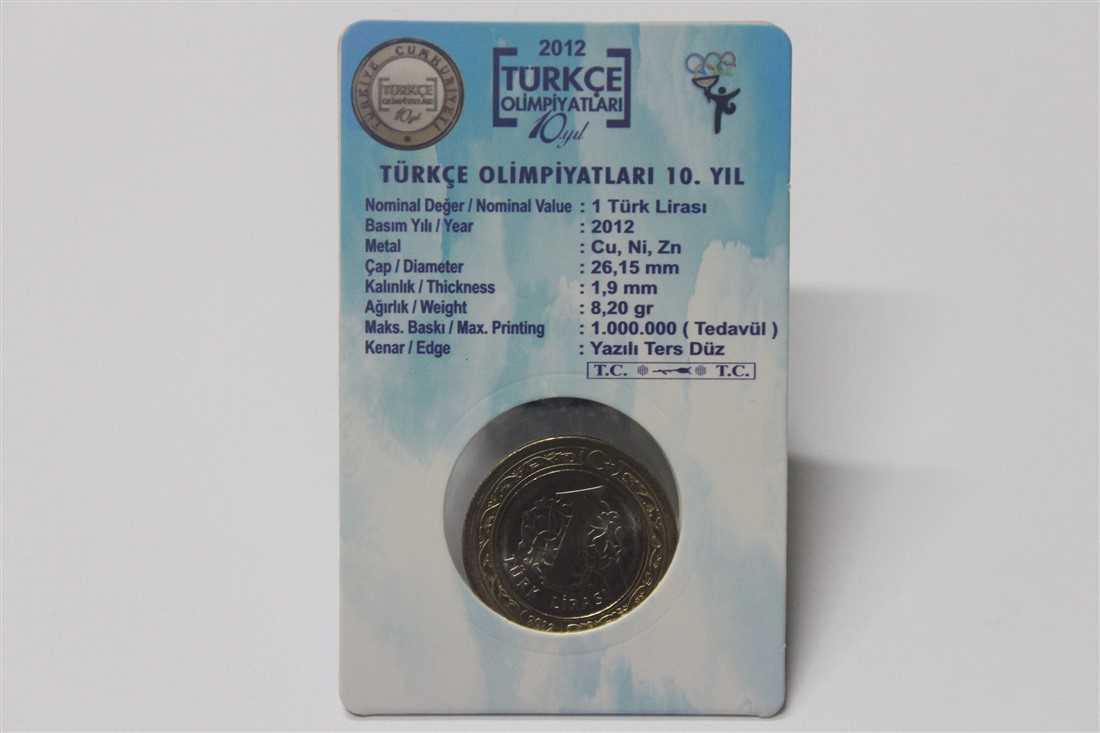 TÜRKİYE CUMHURİYETİ
TÜRKÇE
OLİMPİYATLARI
10.yıl
2012
TÜRKÇE
OLİMPİYATLARI
10.yıl
TÜRKÇE OLİMPİYATLARI 10. YIL
Nominal Değer / Nominal Value : 1 Türk Lirası
Basım Yılı / Year : 2012
Metal : Cu, Ni, Zn
Çap / Diameter : 26,15 mm
Kalınlık / Thickness : 1,9 mm
Ağırlık / Weight : 8,20 gr
Maks. Baskı / Max. Printing : 1.000.000 ( Tedavül )
Kenar / Edge : Yazılı Ters Düz
T.C. T.C.
1
TÜRK LİRASI
2012